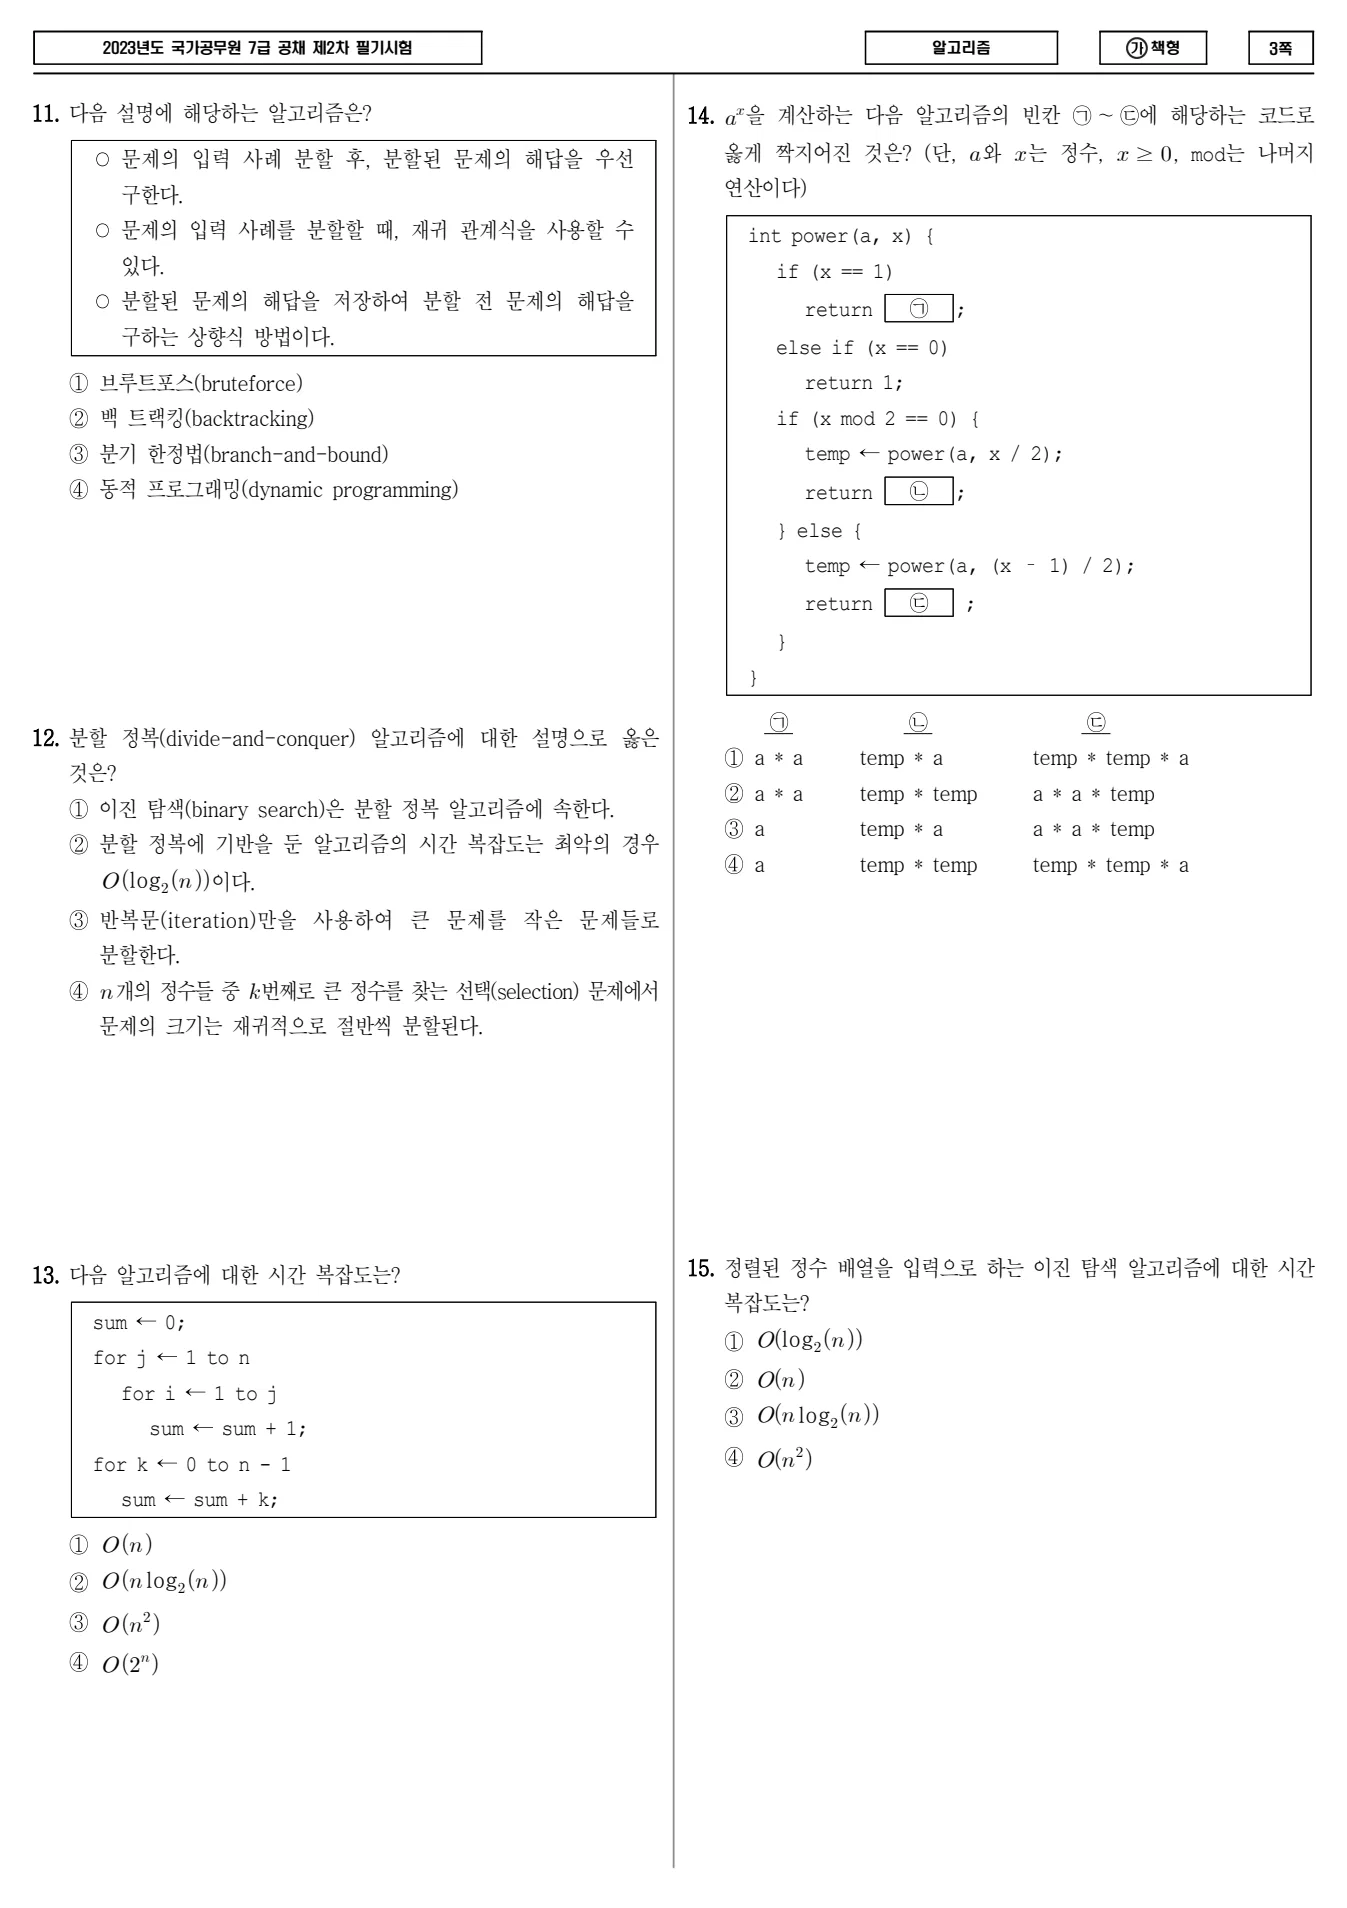 2023년도 국가공무원 7급 공채 제2차 필기시험
알고리즘
㉮ 책형
3쪽
11. 다음 설명에 해당하는 알고리즘은?
○ 문제의 입력 사례 분할 후, 분할된 문제의 해답을 우선
구한다.
○ 문제의 입력 사례를 분할할 때, 재귀 관계식을 사용할 수
있다.
○ 분할된 문제의 해답을 저장하여 분할 전 문제의 해답을
구하는 상향식 방법이다.
① 브루트포스(bruteforce)
② 백 트랙킹(backtracking)
③ 분기 한정법(branch-and-bound)
④ 동적 프로그래밍(dynamic programming)
12. 분할 정복(divide-and-conquer) 알고리즘에 대한 설명으로 옳은
것은?
① 이진 탐색(binary search)은 분할 정복 알고리즘에 속한다.
② 분할 정복에 기반을 둔 알고리즘의 시간 복잡도는 최악의 경우
O(log₂(n))이다.
③ 반복문(iteration)만을 사용하여 큰 문제를 작은 문제들로
분할한다.
④ n개의 정수들 중 k번째로 큰 정수를 찾는 선택(selection) 문제에서
문제의 크기는 재귀적으로 절반씩 분할된다.
13. 다음 알고리즘에 대한 시간 복잡도는?
sum ← 0;
for j ← 1 to n
for i ← 1 to j
sum ← sum + 1;
for k ← 0 to n - 1
sum ← sum + k;
① O(n)
② O(n log₂(n))
③ O(n²)
④ O(2ⁿ)
14. aˣ을 계산하는 다음 알고리즘의 빈칸 ㉠ ~ ㉢에 해당하는 코드로
옳게 짝지어진 것은? (단, a와 x는 정수, x ≥ 0, mod는 나머지
연산이다)
int power(a, x) {
if (x == 1)
return ㉠ ;
else if (x == 0)
return 1;
if (x mod 2 == 0) {
temp ← power(a, x / 2);
return ㉡ ;
} else {
temp ← power(a, (x - 1) / 2);
return ㉢ ;
}
}
㉠ ㉡ ㉢
① a * a temp * a temp * temp * a
② a * a temp * temp a * a * temp
③ a temp * a a * a * temp
④ a temp * temp temp * temp * a
15. 정렬된 정수 배열을 입력으로 하는 이진 탐색 알고리즘에 대한 시간
복잡도는?
① O(log₂(n))
② O(n)
③ O(n log₂(n))
④ O(n²)